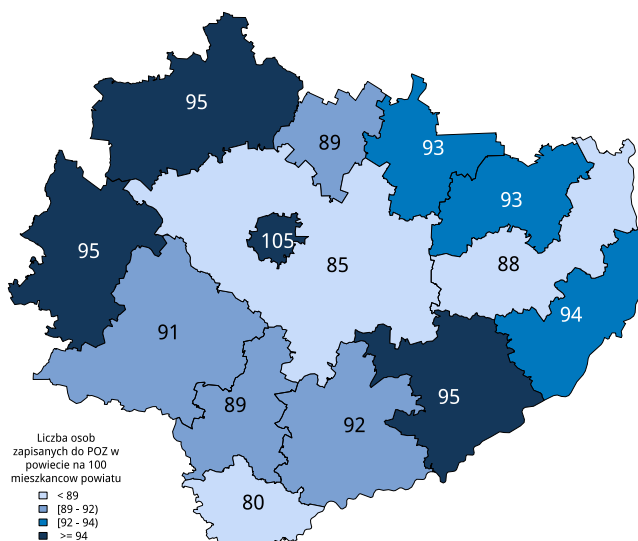 95
89
93
93
95
105
85
88
94
91
95
89
92
80
Liczba osob
zapisanych do POZ w
powiecie na 100
mieszkancow powiatu
< 89
[89 - 92)
[92 - 94)
>= 94